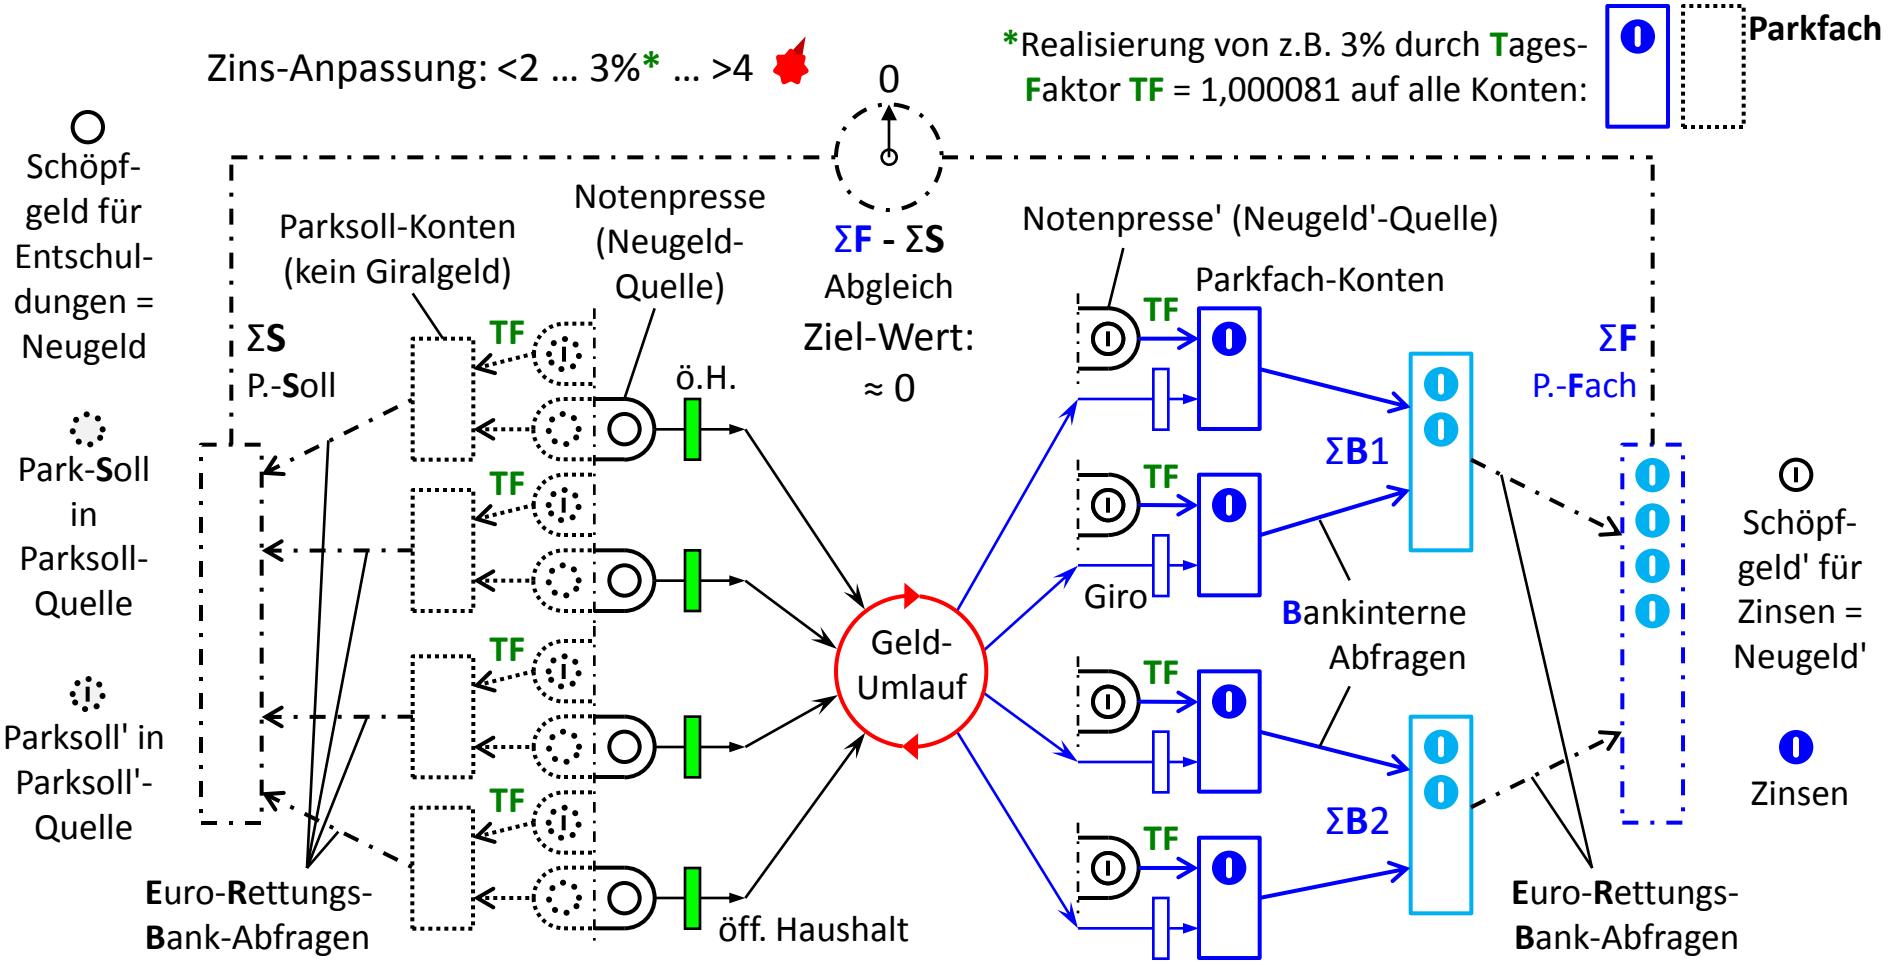 Zins-Anpassung: <2 ... 3%* ... >4
0
*Realisierung von z.B. 3% durch Tages-
Faktor TF = 1,000081 auf alle Konten:
Parkfach
Schöpf-
geld für
Entschul-
dungen =
Neugeld
Park-Soll
in
Parksoll-
Quelle
Parksoll' in
Parksoll'-
Quelle
ΣS
P.-Soll
Parksoll-Konten
(kein Giralgeld)
Notenpresse
(Neugeld-
Quelle)
ΣF - ΣS
Abgleich
Ziel-Wert:
≈ 0
Notenpresse' (Neugeld'-Quelle)
Parkfach-Konten
TF
TF
TF
TF
ö.H.
öff. Haushalt
Geld-
Umlauf
TF
TF
TF
TF
Giro
ΣB1
Bankinterne
Abfragen
ΣB2
ΣF
P.-Fach
Schöpf-
geld' für
Zinsen =
Neugeld'
Zinsen
Euro-Rettungs-
Bank-Abfragen
Euro-Rettungs-
Bank-Abfragen